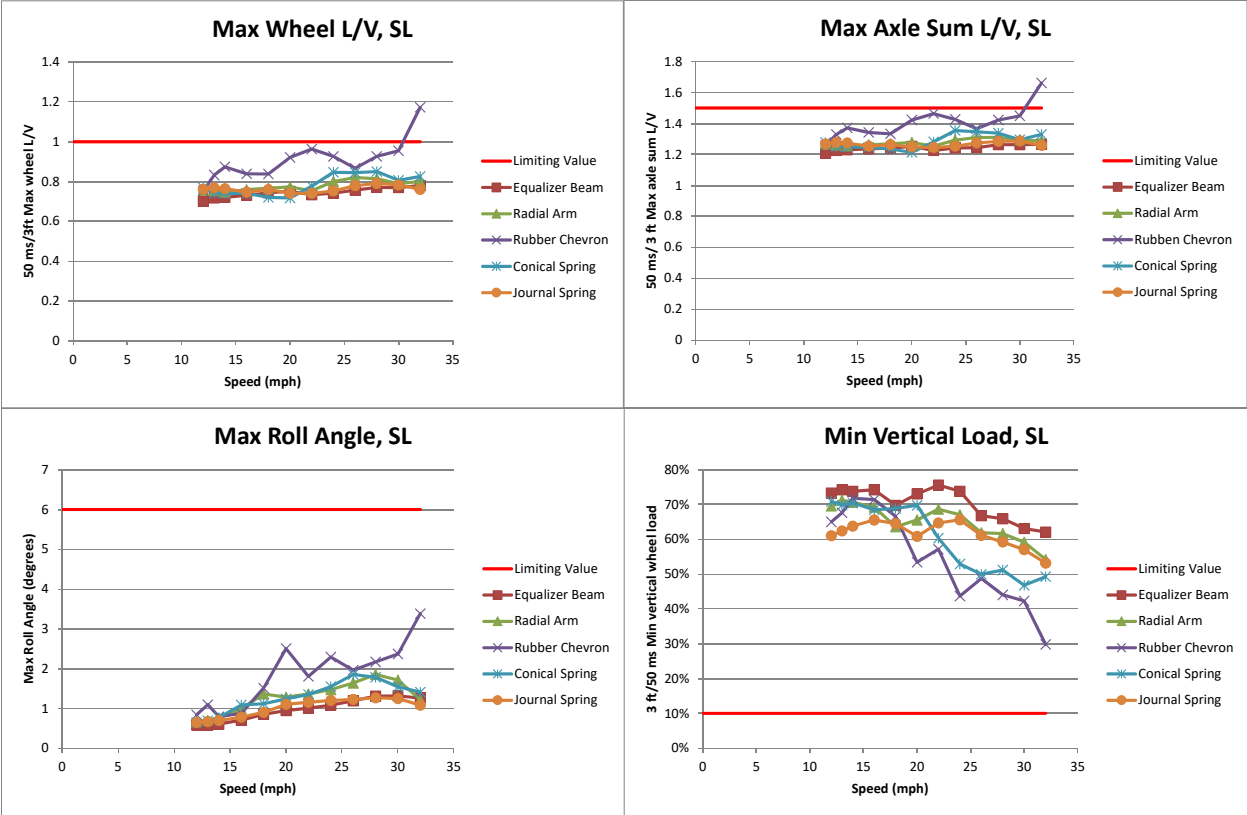 Max Wheel L/V, SL
50 ms/3ft Max wheel L/V
1.4
1.2
1
0.8
0.6
0.4
0.2
0
0 5 10 15 20 25 30 35
Speed (mph)
Limiting Value
Equalizer Beam
Radial Arm
Rubber Chevron
Conical Spring
Journal Spring
Max Axle Sum L/V, SL
50 ms/ 3 ft Max axle sum L/V
1.8
1.6
1.4
1.2
1
0.8
0.6
0.4
0.2
0
0 5 10 15 20 25 30 35
Speed (mph)
Limiting Value
Equalizer Beam
Radial Arm
Rubben Chevron
Conical Spring
Journal Spring
Max Roll Angle, SL
Max Roll Angle (degrees)
7
6
5
4
3
2
1
0
0 5 10 15 20 25 30 35
Speed (mph)
Limiting Value
Equalizer Beam
Radial Arm
Rubber Chevron
Conical Spring
Journal Spring
Min Vertical Load, SL
3 ft/50 ms Min vertical wheel load
80%
70%
60%
50%
40%
30%
20%
10%
0%
0 5 10 15 20 25 30 35
Speed (mph)
Limiting Value
Equalizer Beam
Radial Arm
Rubber Chevron
Conical Spring
Journal Spring